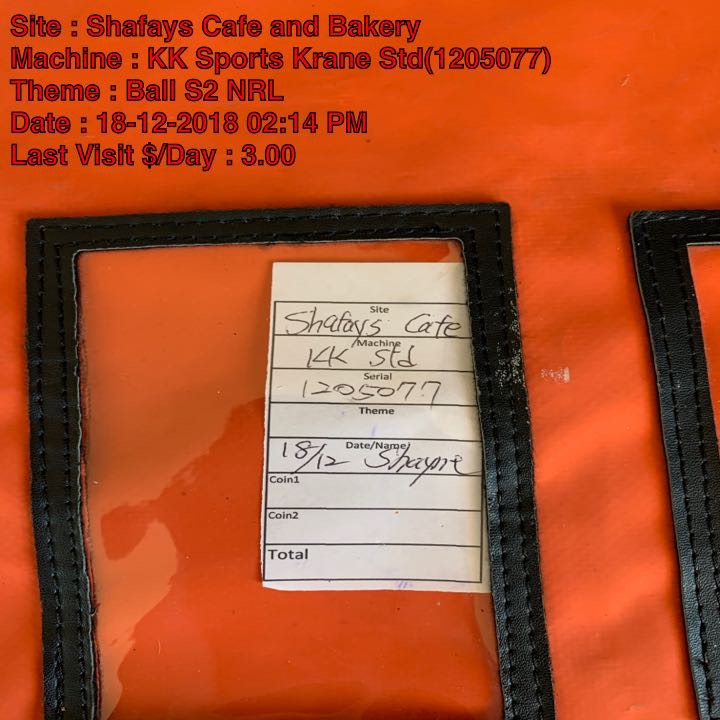 Site : Shafays Cafe and Bakery
Machine : KK Sports Krane Std(1205077)
Theme : Ball S2 NRL
Date : 18-12-2018 02:14 PM
Last Visit $/Day : 3.00
Site
Shafays Cafe
Machine
KK Std
Serial
1205077
Theme
Date/Name
18/12 Shayne
Coin1
Coin2
Total